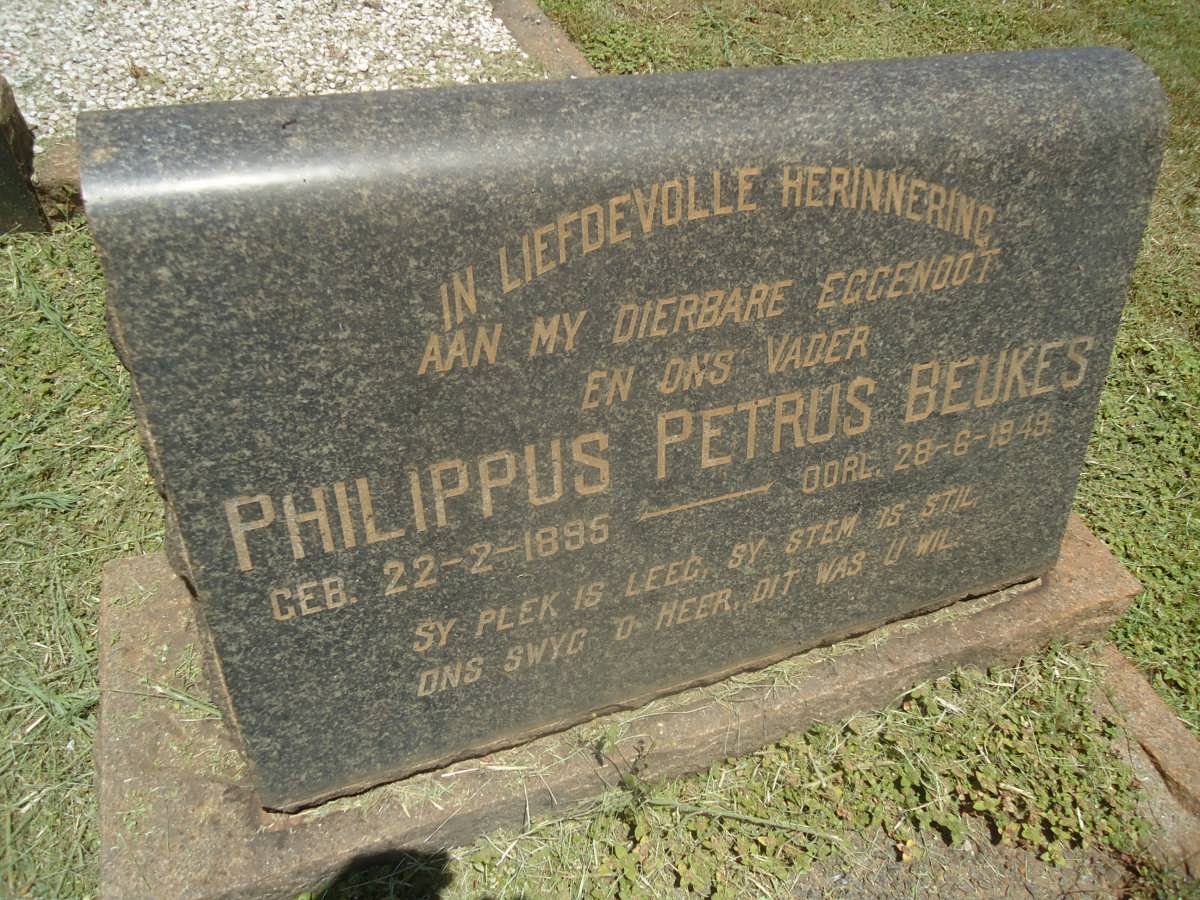 IN LIEFDEVOLLE HERINNERING
AAN MY DIERBARE EGGENOOT
EN ONS VADER
PHILIPPUS PETRUS BEUKES
GEB. 22-2-1895 — OORL. 28-6-1949.
SY PLEK IS LEEG, SY STEM IS STIL
ONS SWYG O HEER, DIT WAS U WIL.